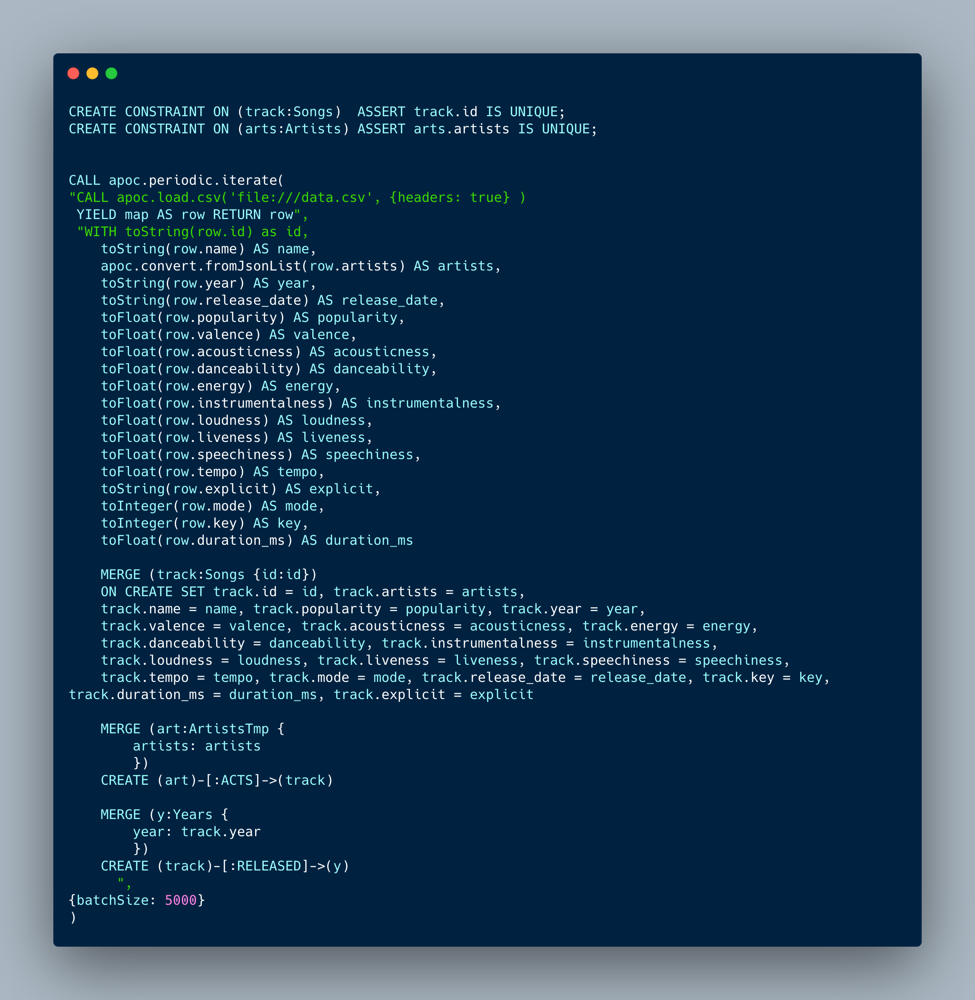 CREATE CONSTRAINT ON (track:Songs)  ASSERT track.id IS UNIQUE;
CREATE CONSTRAINT ON (arts:Artists) ASSERT arts.artists IS UNIQUE;
CALL apoc.periodic.iterate(
"CALL apoc.load.csv('file:///data.csv', {headers: true} )
 YIELD map AS row RETURN row",
 "WITH toString(row.id) as id,
    toString(row.name) AS name,
    apoc.convert.fromJsonList(row.artists) AS artists,
    toString(row.year) AS year,
    toString(row.release_date) AS release_date,
    toFloat(row.popularity) AS popularity,
    toFloat(row.valence) AS valence,
    toFloat(row.acousticness) AS acousticness,
    toFloat(row.danceability) AS danceability,
    toFloat(row.energy) AS energy,
    toFloat(row.instrumentalness) AS instrumentalness,
    toFloat(row.loudness) AS loudness,
    toFloat(row.liveness) AS liveness,
    toFloat(row.speechiness) AS speechiness,
    toFloat(row.tempo) AS tempo,
    toString(row.explicit) AS explicit,
    toInteger(row.mode) AS mode,
    toInteger(row.key) AS key,
    toFloat(row.duration_ms) AS duration_ms
    MERGE (track:Songs {id:id})
    ON CREATE SET track.id = id, track.artists = artists,
    track.name = name, track.popularity = popularity, track.year = year,
    track.valence = valence, track.acousticness = acousticness, track.energy = energy,
    track.danceability = danceability, track.instrumentalness = instrumentalness,
    track.loudness = loudness, track.liveness = liveness, track.speechiness = speechiness,
    track.tempo = tempo, track.mode = mode, track.release_date = release_date, track.key = key,
track.duration_ms = duration_ms, track.explicit = explicit
    MERGE (art:ArtistsTmp {
        artists: artists
        })
    CREATE (art)-[:ACTS]->(track)
    MERGE (y:Years {
        year: track.year
        })
    CREATE (track)-[:RELEASED]->(y)
      ",
{batchSize: 5000}
)